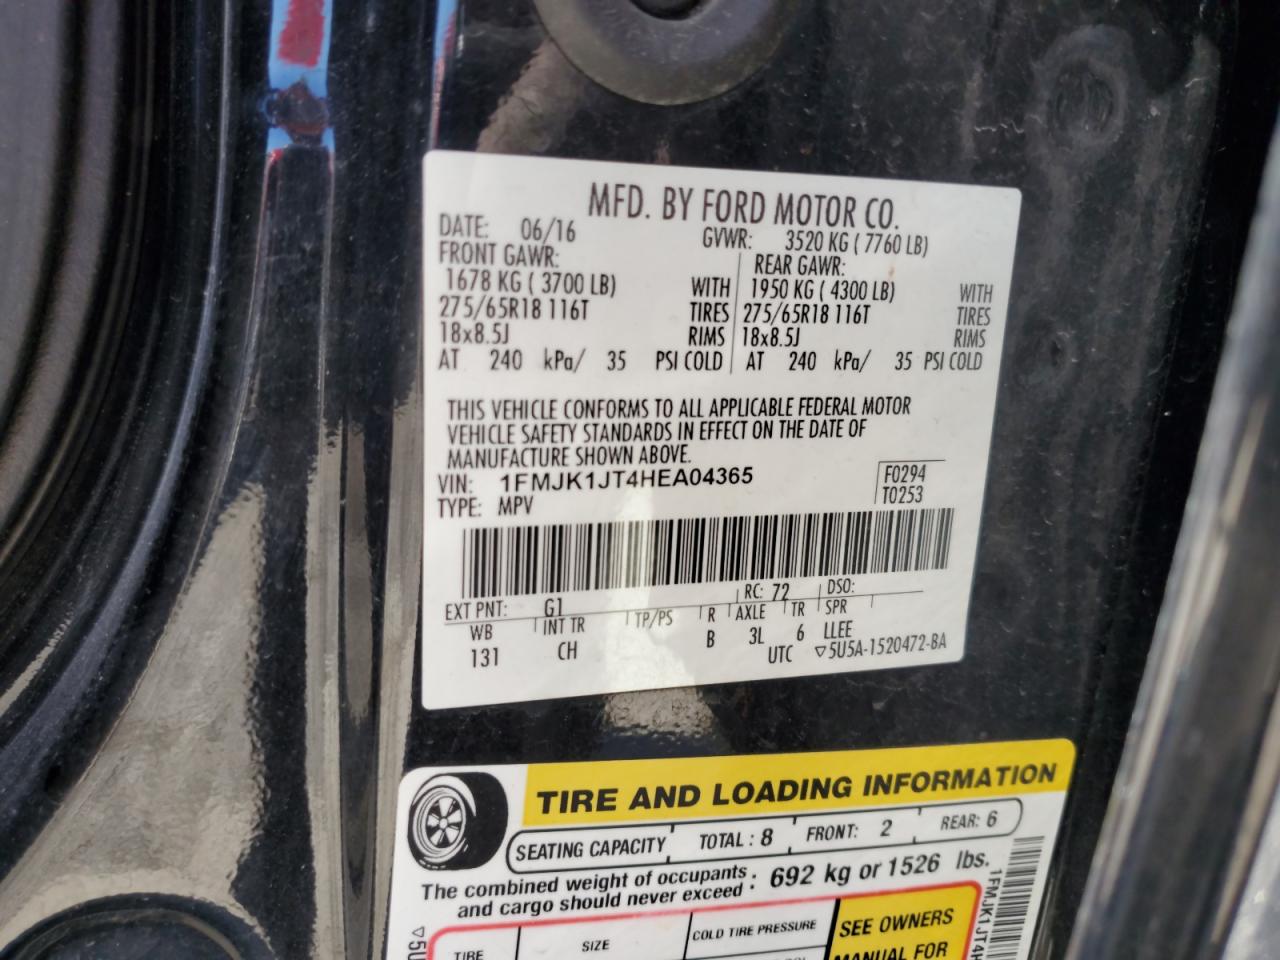 MFD. BY FORD MOTOR CO.
DATE: 06/16 GVWR: 3520 KG ( 7760 LB)
FRONT GAWR: REAR GAWR:
1678 KG ( 3700 LB) WITH 1950 KG ( 4300 LB) WITH
275/65R18 116T TIRES 275/65R18 116T TIRES
18x8.5J RIMS 18x8.5J RIMS
AT 240 kPa/ 35 PSI COLD AT 240 kPa/ 35 PSI COLD
THIS VEHICLE CONFORMS TO ALL APPLICABLE FEDERAL MOTOR
VEHICLE SAFETY STANDARDS IN EFFECT ON THE DATE OF
MANUFACTURE SHOWN ABOVE.
VIN: 1FMJK1JT4HEA04365 F0294
TYPE: MPV T0253
EXT PNT: G1 RC: 72 DSO:
WB INT TR TP/PS R AXLE TR SPR
131 CH B 3L 6 LLEE
UTC ▽5U5A-1520472-BA
TIRE AND LOADING INFORMATION
SEATING CAPACITY TOTAL : 8 FRONT: 2 REAR: 6
The combined weight of occupants : 692 kg or 1526 lbs.
and cargo should never exceed :
TIRE SIZE COLD TIRE PRESSURE SEE OWNERS
MANUAL FOR
1FMJK1JT4H
▽5U